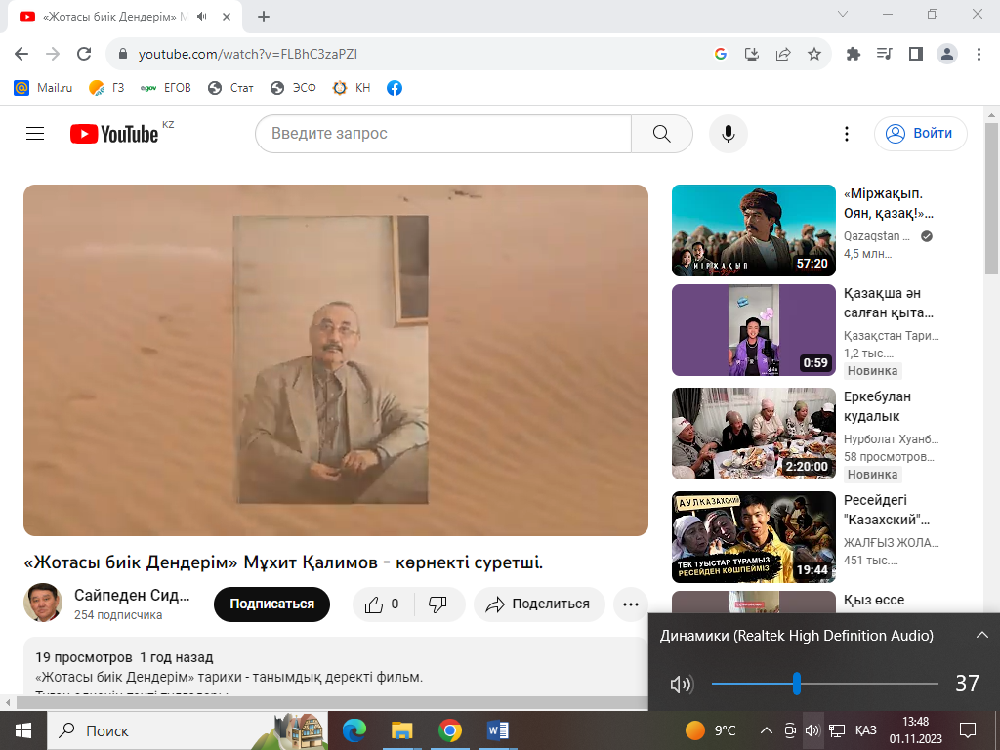 «Жотасы биік Дендерім» М
youtube.com/watch?v=FLBhC3zaPZI
Mail.ru ГЗ ЕГОВ Стат ЭСФ КН
YouTube KZ
Введите запрос
Войти
«Міржақып.
Оян, қазақ!»...
Qazaqstan ...
4,5 млн...
МІРЖАҚЫП
57:20
Қазақша ән
салған қыта...
Қазақстан Тари...
1,2 тыс....
Новинка
0:59
Еркебулан
кудалык
Нурболат Хуанб...
58 просмотров...
Новинка
2:20:00
Ресейдегі
"Казахский"...
ЖАЛҒЫЗ ЖОЛА...
451 тыс....
АУЛ КАЗАХСКИЙ
ТЕК ТУЫСТАР ТҰРАМЫЗ
РЕСЕЙДЕН КӨШПЕЙМІЗ
19:44
Қыз өссе
«Жотасы биік Дендерім» Мұхит Қалимов - көрнекті суретші.
Сайпеден Сид...
254 подписчика
Подписаться
0
Поделиться
19 просмотров 1 год назад
«Жотасы биік Дендерім» тарихи - танымдық деректі фильм.
Динамики (Realtek High Definition Audio)
37
Поиск
9°C
ҚАЗ
13:48
01.11.2023